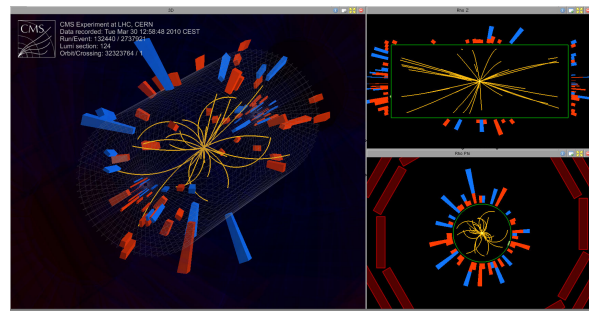 3D
CMS
CMS Experiment at LHC, CERN
Data recorded: Tue Mar 30 12:58:48 2010 CEST
Run/Event: 132440 / 2737921
Lumi section: 124
Orbit/Crossing: 32323764 / 1
Rho Z
Rho Phi